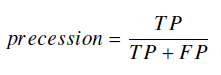 precession = TP / TP + FP